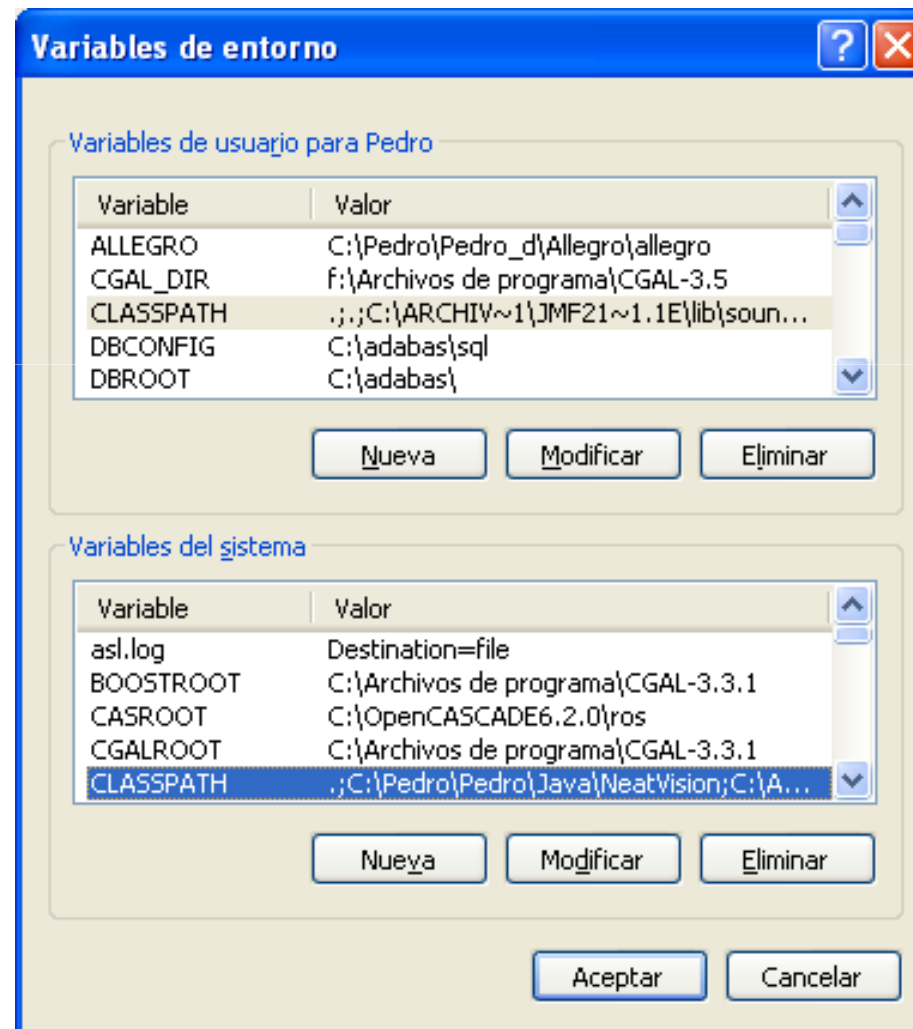 Variables de entorno
Variables de usuario para Pedro
Variable Valor
ALLEGRO C:\Pedro\Pedro_d\Allegro\allegro
CGAL_DIR f:\Archivos de programa\CGAL-3.5
CLASSPATH .;.;C:\ARCHIV~1\JMF21~1.1E\lib\soun...
DBCONFIG C:\adabas\sql
DBROOT C:\adabas\
Nueva Modificar Eliminar
Variables del sistema
Variable Valor
asl.log Destination=file
BOOSTROOT C:\Archivos de programa\CGAL-3.3.1
CASROOT C:\OpenCASCADE6.2.0\ros
CGALROOT C:\Archivos de programa\CGAL-3.3.1
CLASSPATH .;C:\Pedro\Pedro\Java\NeatVision;C:\A...
Nueva Modificar Eliminar
Aceptar Cancelar